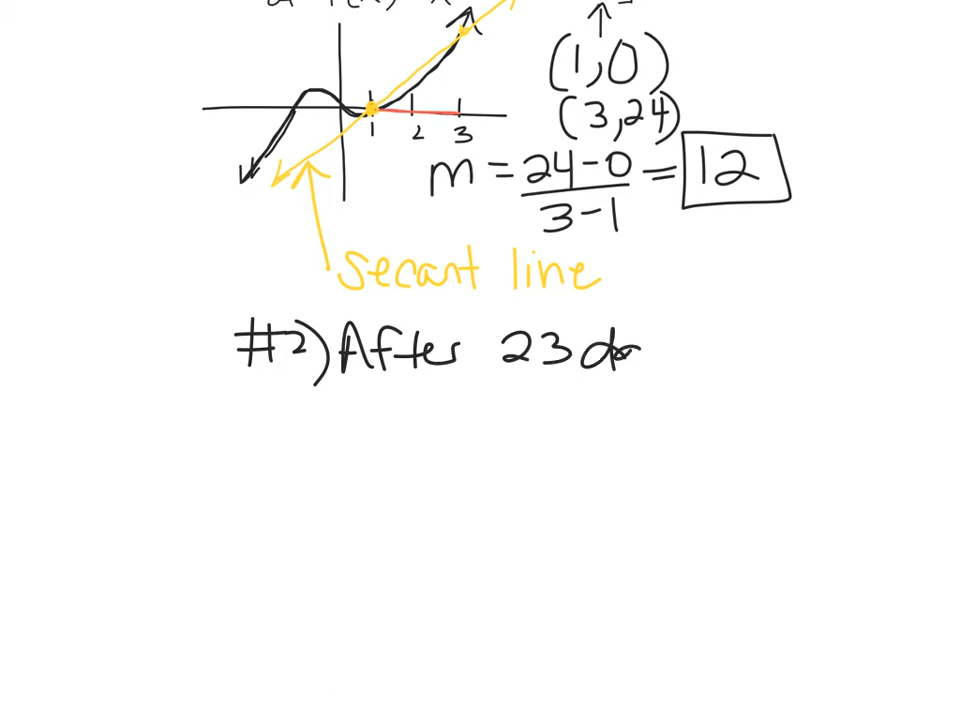 (1,0)
(3,24)
1 2 3
m = 24-0 / 3-1 = 12
secant line
#2) After 23